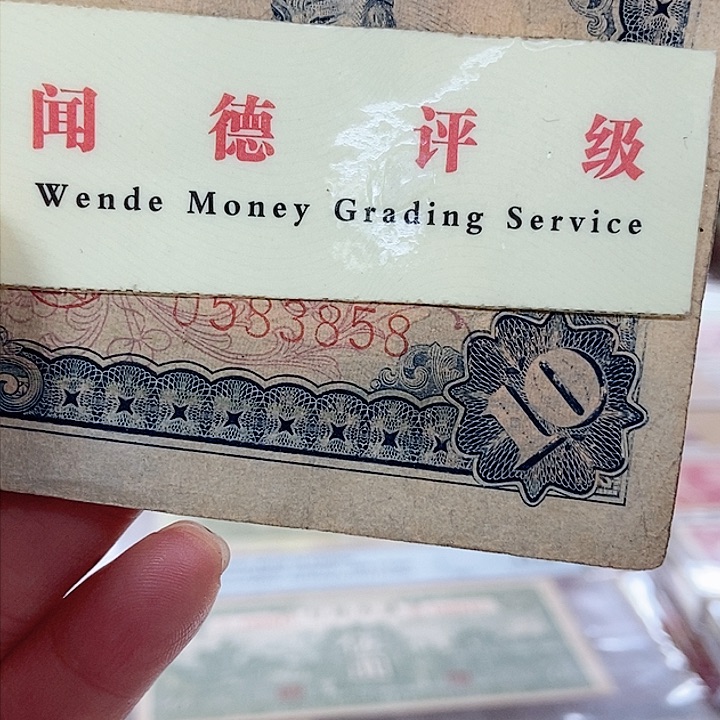 闻德评级
Wende Money Grading Service
0583858
10